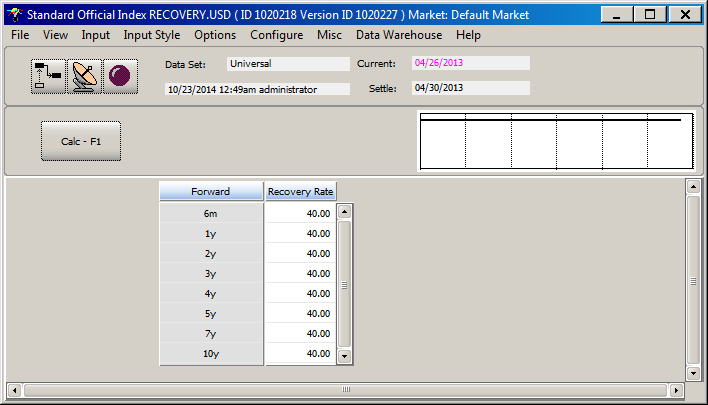 Standard Official Index RECOVERY.USD ( ID 1020218 Version ID 1020227 ) Market: Default Market
File View Input Input Style Options Configure Misc Data Warehouse Help
Data Set: Universal Current: 04/26/2013
10/23/2014 12:49am administrator Settle: 04/30/2013
Calc - F1
Forward Recovery Rate
6m 40.00
1y 40.00
2y 40.00
3y 40.00
4y 40.00
5y 40.00
7y 40.00
10y 40.00